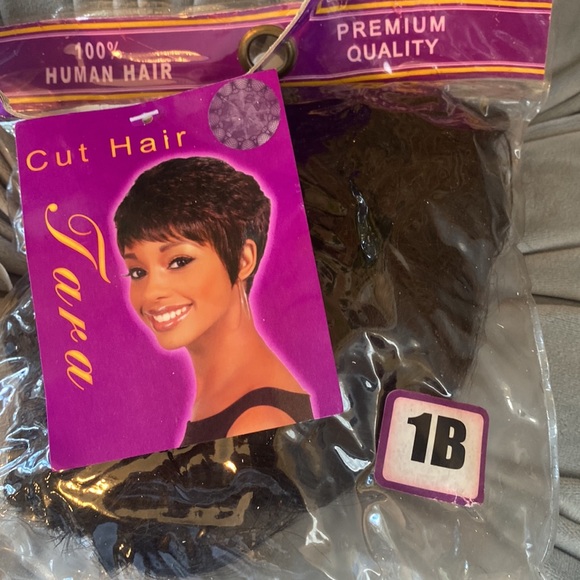 100%
HUMAN HAIR
PREMIUM
QUALITY
Cut Hair
Tara
1B